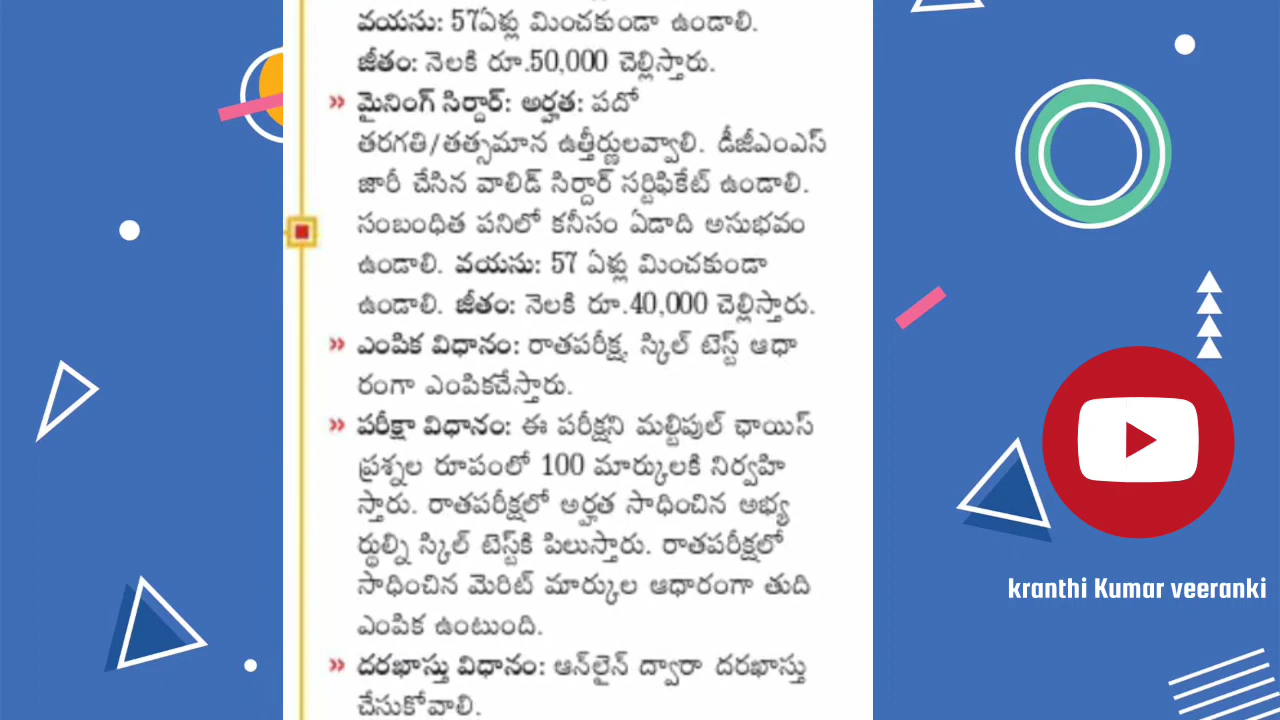 వయసు: 57ఏళ్లు మించకుండా ఉండాలి.
జీతం: నెలకి రూ.50,000 చెల్లిస్తారు.
» మైనింగ్ సిర్దార్: అర్హత: పదో
తరగతి/తత్సమాన ఉత్తీర్ణులవ్వాలి. డీజీఎంఎస్
జారీ చేసిన వాలిడ్ సిర్దార్ సర్టిఫికేట్ ఉండాలి.
సంబంధిత పనిలో కనీసం ఏడాది అనుభవం
ఉండాలి. వయసు: 57 ఏళ్లు మించకుండా
ఉండాలి. జీతం: నెలకి రూ.40,000 చెల్లిస్తారు.
» ఎంపిక విధానం: రాతపరీక్ష, స్కిల్ టెస్ట్ ఆధా
రంగా ఎంపికచేస్తారు.
» పరీక్షా విధానం: ఈ పరీక్షని మల్టిపుల్ ఛాయిస్
ప్రశ్నల రూపంలో 100 మార్కులకి నిర్వహి
స్తారు. రాతపరీక్షలో అర్హత సాధించిన అభ్య
ర్థుల్ని స్కిల్ టెస్ట్‌కి పిలుస్తారు. రాతపరీక్షలో
సాధించిన మెరిట్ మార్కుల ఆధారంగా తుది
ఎంపిక ఉంటుంది.
» దరఖాస్తు విధానం: ఆన్‌లైన్ ద్వారా దరఖాస్తు
చేసుకోవాలి.
kranthi Kumar veeranki